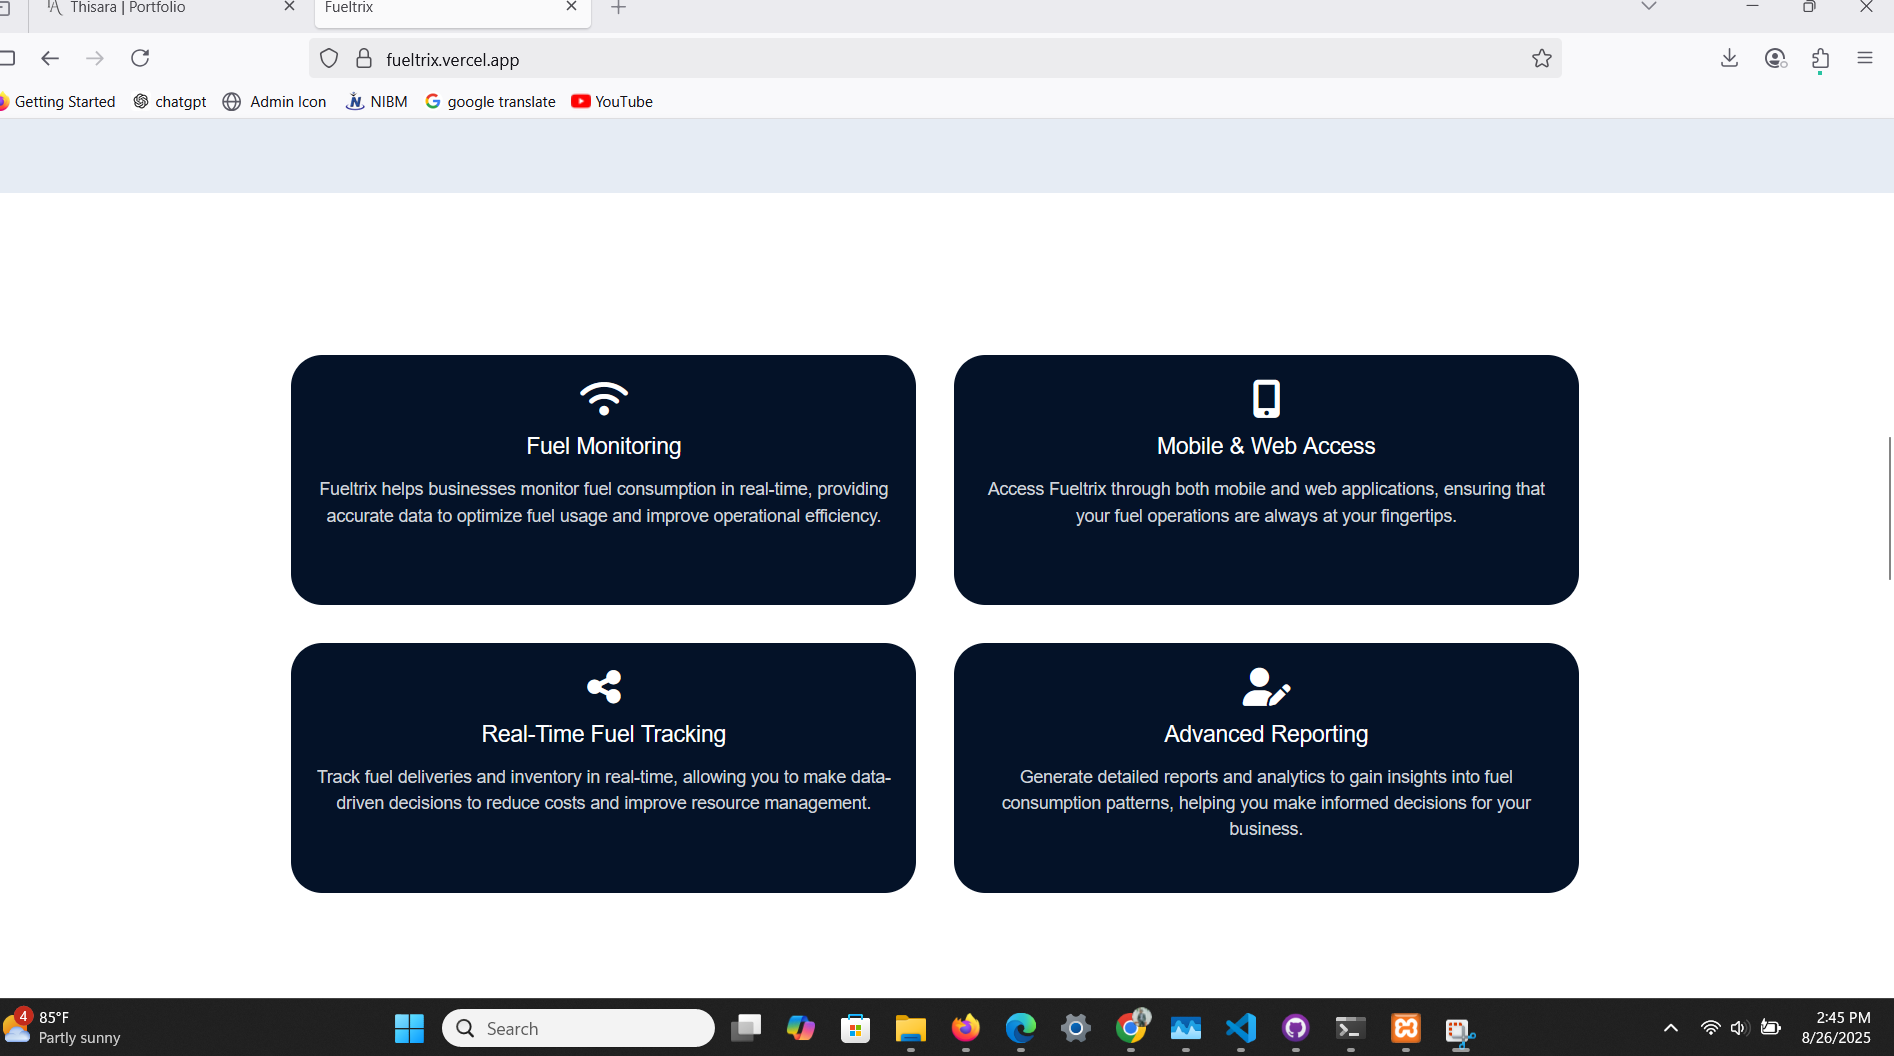 Thisara | Portfolio
Fueltrix
fueltrix.vercel.app
Getting Started
chatgpt
Admin Icon
NIBM
google translate
YouTube
Fuel Monitoring
Fueltrix helps businesses monitor fuel consumption in real-time, providing
accurate data to optimize fuel usage and improve operational efficiency.
Mobile & Web Access
Access Fueltrix through both mobile and web applications, ensuring that
your fuel operations are always at your fingertips.
Real-Time Fuel Tracking
Track fuel deliveries and inventory in real-time, allowing you to make data-
driven decisions to reduce costs and improve resource management.
Advanced Reporting
Generate detailed reports and analytics to gain insights into fuel
consumption patterns, helping you make informed decisions for your
business.
4
85°F
Partly sunny
Search
2:45 PM
8/26/2025